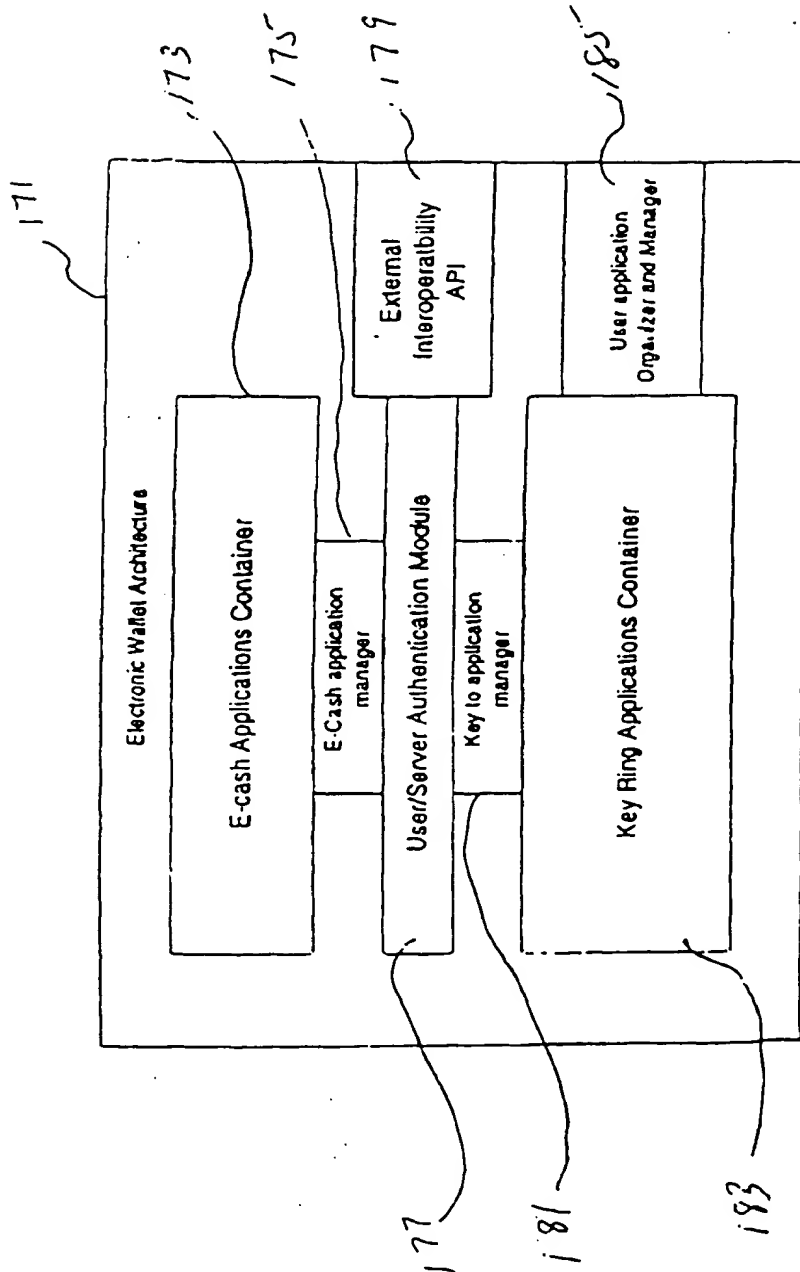 171
Electronic Wallet Architecture
E-cash Applications Container
173
E-Cash application
manager
175
User/Server Authentication Module
177
External
Interoperatbility
API
179
Key to application
manager
181
Key Ring Applications Container
183
User application
Organizer and Manager
185